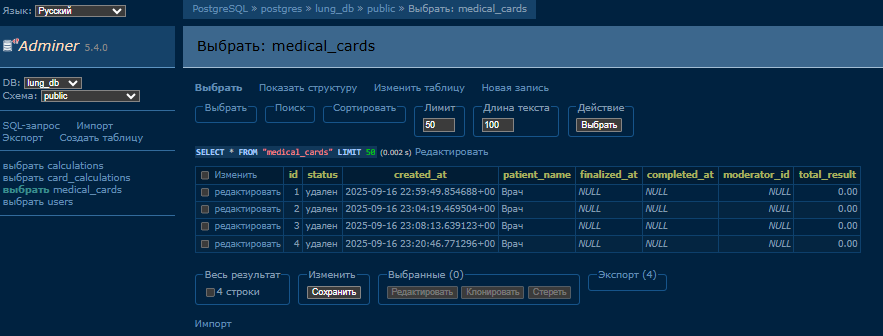 Язык: Русский
PostgreSQL » postgres » lung_db » public » Выбрать: medical_cards
Adminer 5.4.0
Выбрать: medical_cards
DB: lung_db
Схема: public
SQL-запрос Импорт
Экспорт Создать таблицу
выбрать calculations
выбрать card_calculations
выбрать medical_cards
выбрать users
Выбрать Показать структуру Изменить таблицу Новая запись
Выбрать Поиск Сортировать Лимит Длина текста Действие
50 100 Выбрать
SELECT * FROM "medical_cards" LIMIT 50 (0.002 s) Редактировать
Изменить id status created_at patient_name finalized_at completed_at moderator_id total_result
редактировать 1 удален 2025-09-16 22:59:49.854688+00 Врач NULL NULL NULL 0.00
редактировать 2 удален 2025-09-16 23:04:19.469504+00 Врач NULL NULL NULL 0.00
редактировать 3 удален 2025-09-16 23:08:13.639123+00 Врач NULL NULL NULL 0.00
редактировать 4 удален 2025-09-16 23:20:46.771296+00 Врач NULL NULL NULL 0.00
Весь результат Изменить Выбранные (0) Экспорт (4)
4 строки Сохранить Редактировать Клонировать Стереть
Импорт